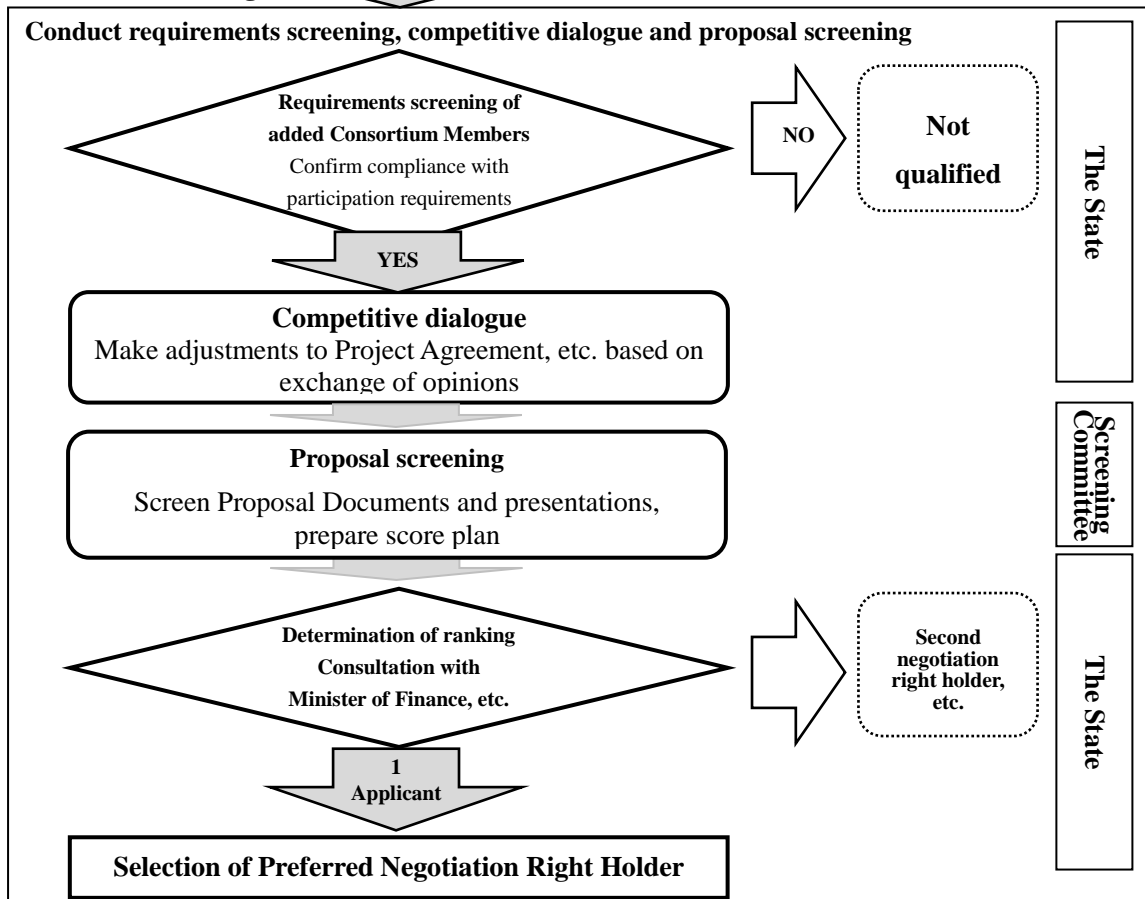 Conduct requirements screening, competitive dialogue and proposal screening
Requirements screening of
added Consortium Members
Confirm compliance with
participation requirements
NO
Not
qualified
The State
YES
Competitive dialogue
Make adjustments to Project Agreement, etc. based on
exchange of opinions
Proposal screening
Screen Proposal Documents and presentations,
prepare score plan
Screening
Committee
Determination of ranking
Consultation with
Minister of Finance, etc.
Second
negotiation
right holder,
etc.
The State
1
Applicant
Selection of Preferred Negotiation Right Holder